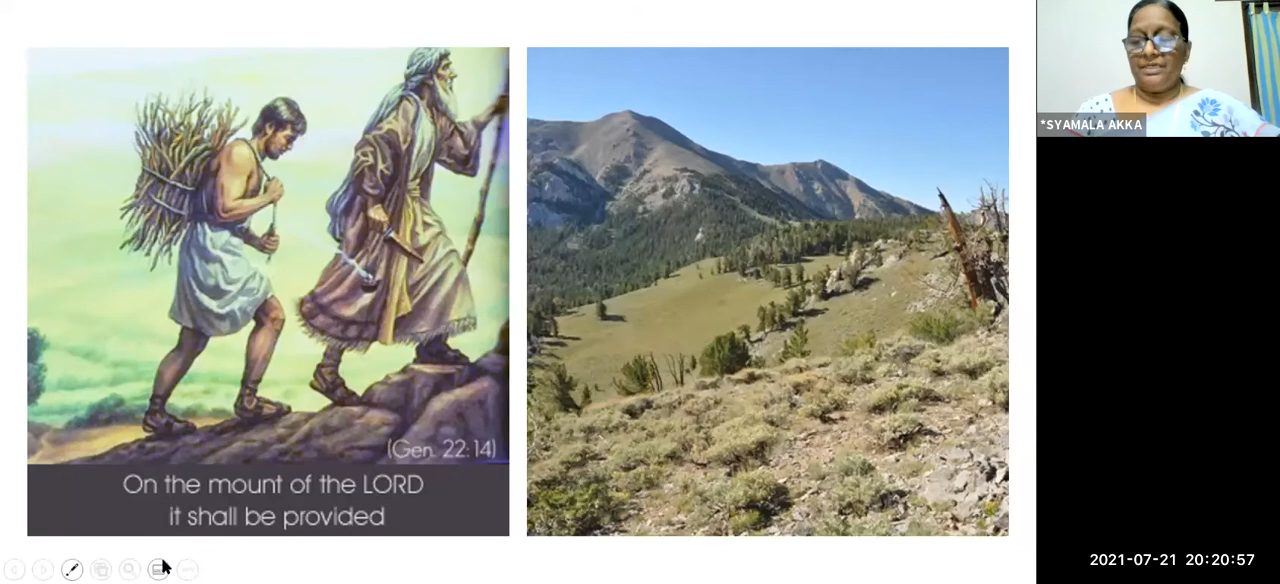 (Gen. 22:14)
On the mount of the LORD
it shall be provided
*SYAMALA AKKA
2021-07-21 20:20:57